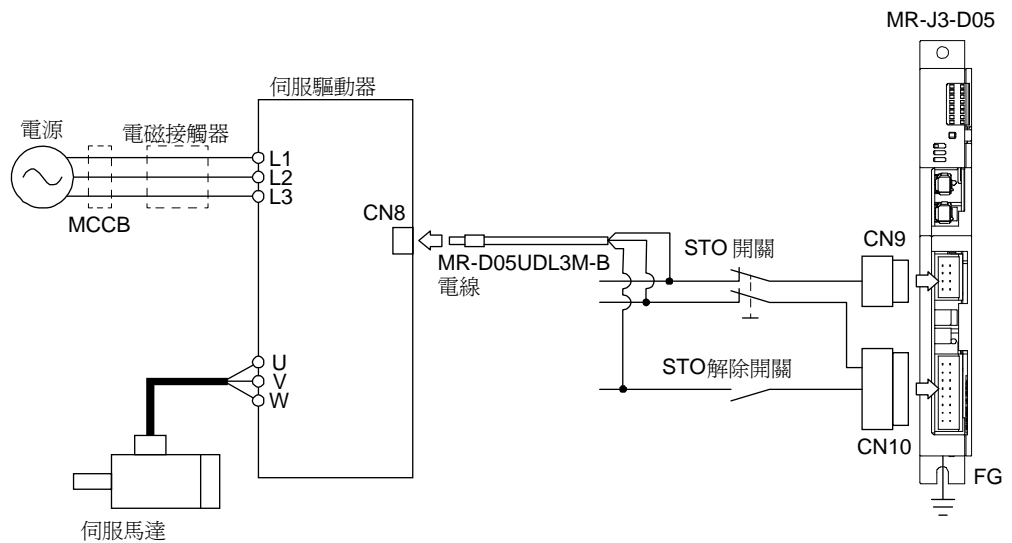 MR-J3-D05
伺服驅動器
電源
電磁接觸器
L1
L2
L3
MCCB
CN8
MR-D05UDL3M-B
電線
STO 開關
CN9
STO解除開關
CN10
U
V
W
FG
伺服馬達